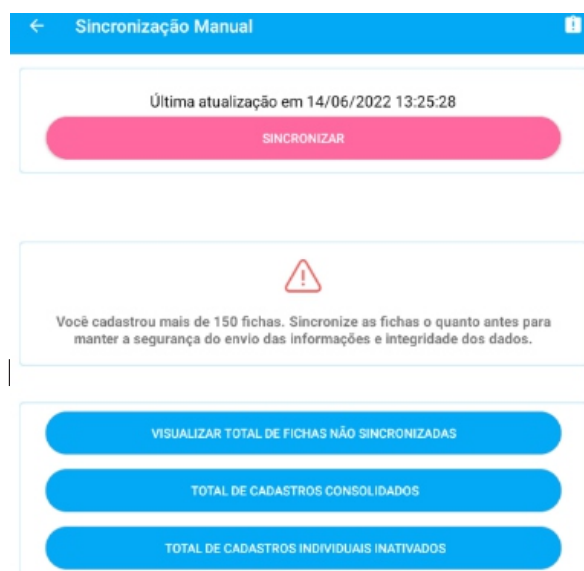 Sincronização Manual
Última atualização em 14/06/2022 13:25:28
SINCRONIZAR
Você cadastrou mais de 150 fichas. Sincronize as fichas o quanto antes para
manter a segurança do envio das informações e integridade dos dados.
VISUALIZAR TOTAL DE FICHAS NÃO SINCRONIZADAS
TOTAL DE CADASTROS CONSOLIDADOS
TOTAL DE CADASTROS INDIVIDUAIS INATIVADOS